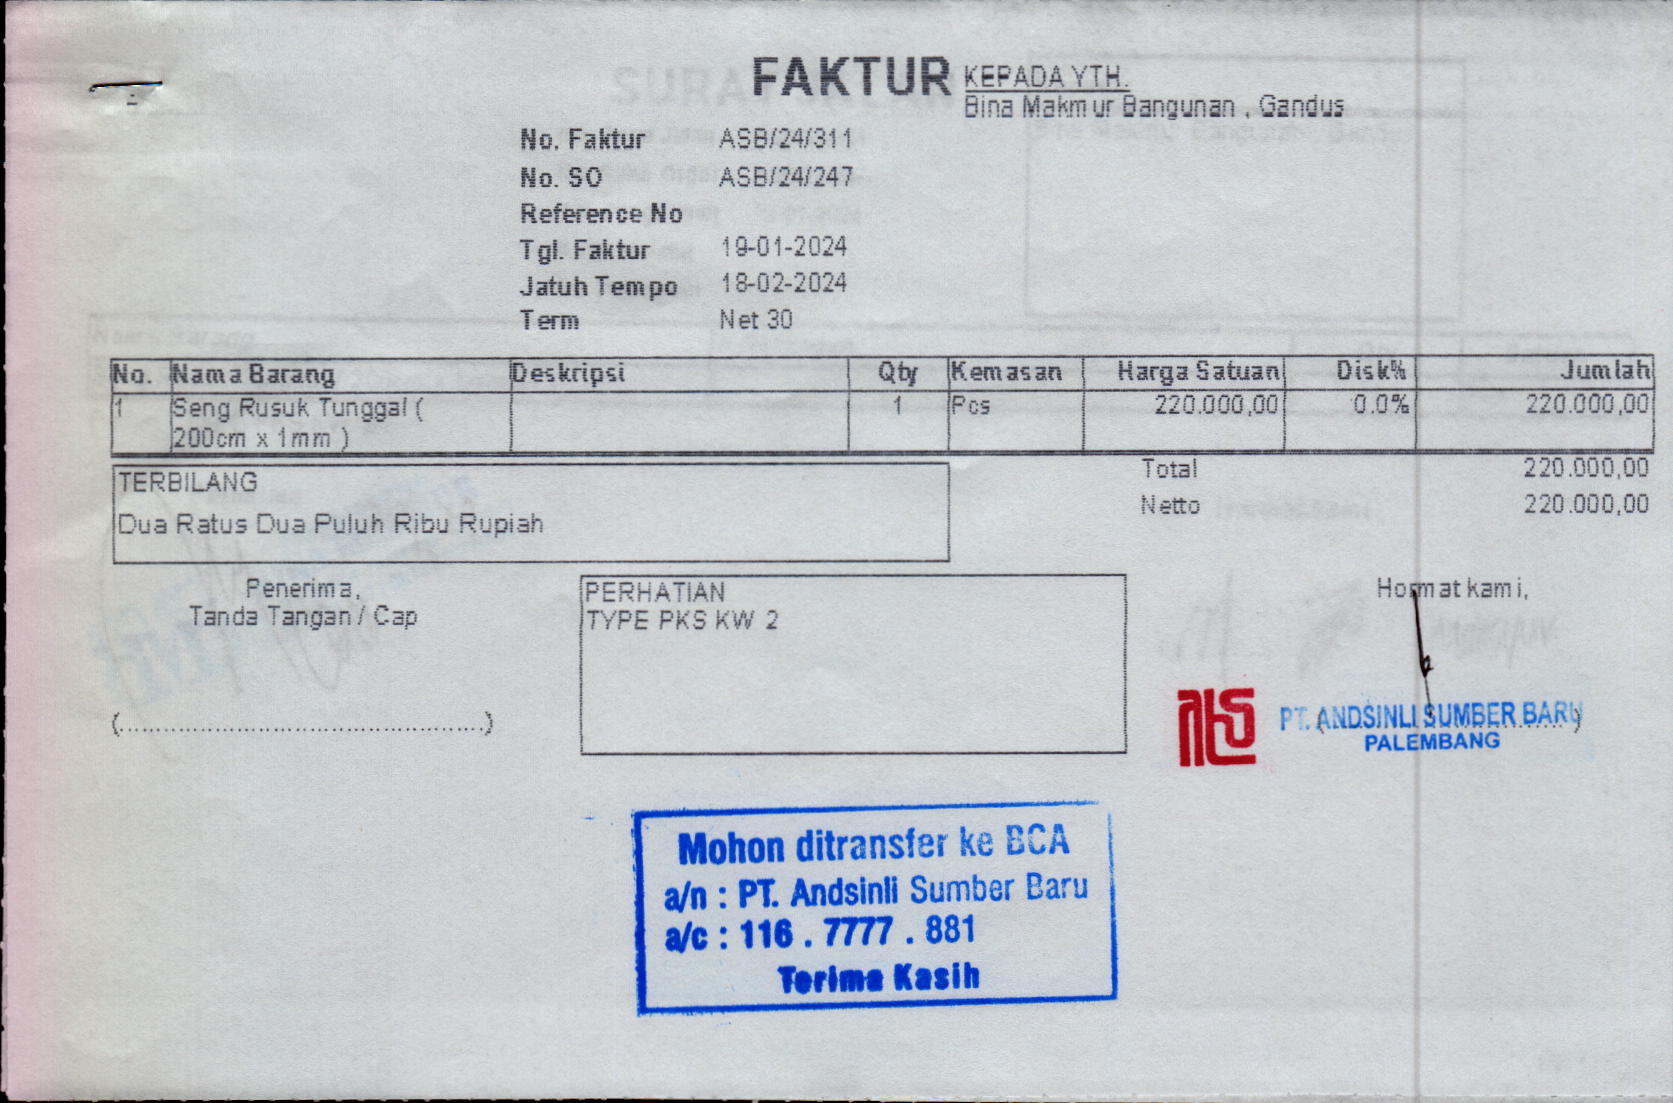 FAKTUR
KEPADA YTH.
Bina Makmur Bangunan , Gandus
No. Faktur ASB/24/311
No. SO ASB/24/247
Reference No
Tgl. Faktur 19-01-2024
Jatuh Tempo 18-02-2024
Term Net 30
No. Nama Barang Deskripsi Qty Kemasan Harga Satuan Disk% Jumlah
1 Seng Rusuk Tunggal ( 1 Pcs 220.000,00 0.0% 220.000,00
200cm x 1mm )
TERBILANG
Dua Ratus Dua Puluh Ribu Rupiah
Total 220.000,00
Netto 220.000,00
Penerima,
Tanda Tangan / Cap
(................................................)
PERHATIAN
TYPE PKS KW 2
Hormat kami,
PT. ANDSINLI SUMBER BARU
PALEMBANG
Mohon ditransfer ke BCA
a/n : PT. Andsinli Sumber Baru
a/c : 116 . 7777 . 881
Terima Kasih